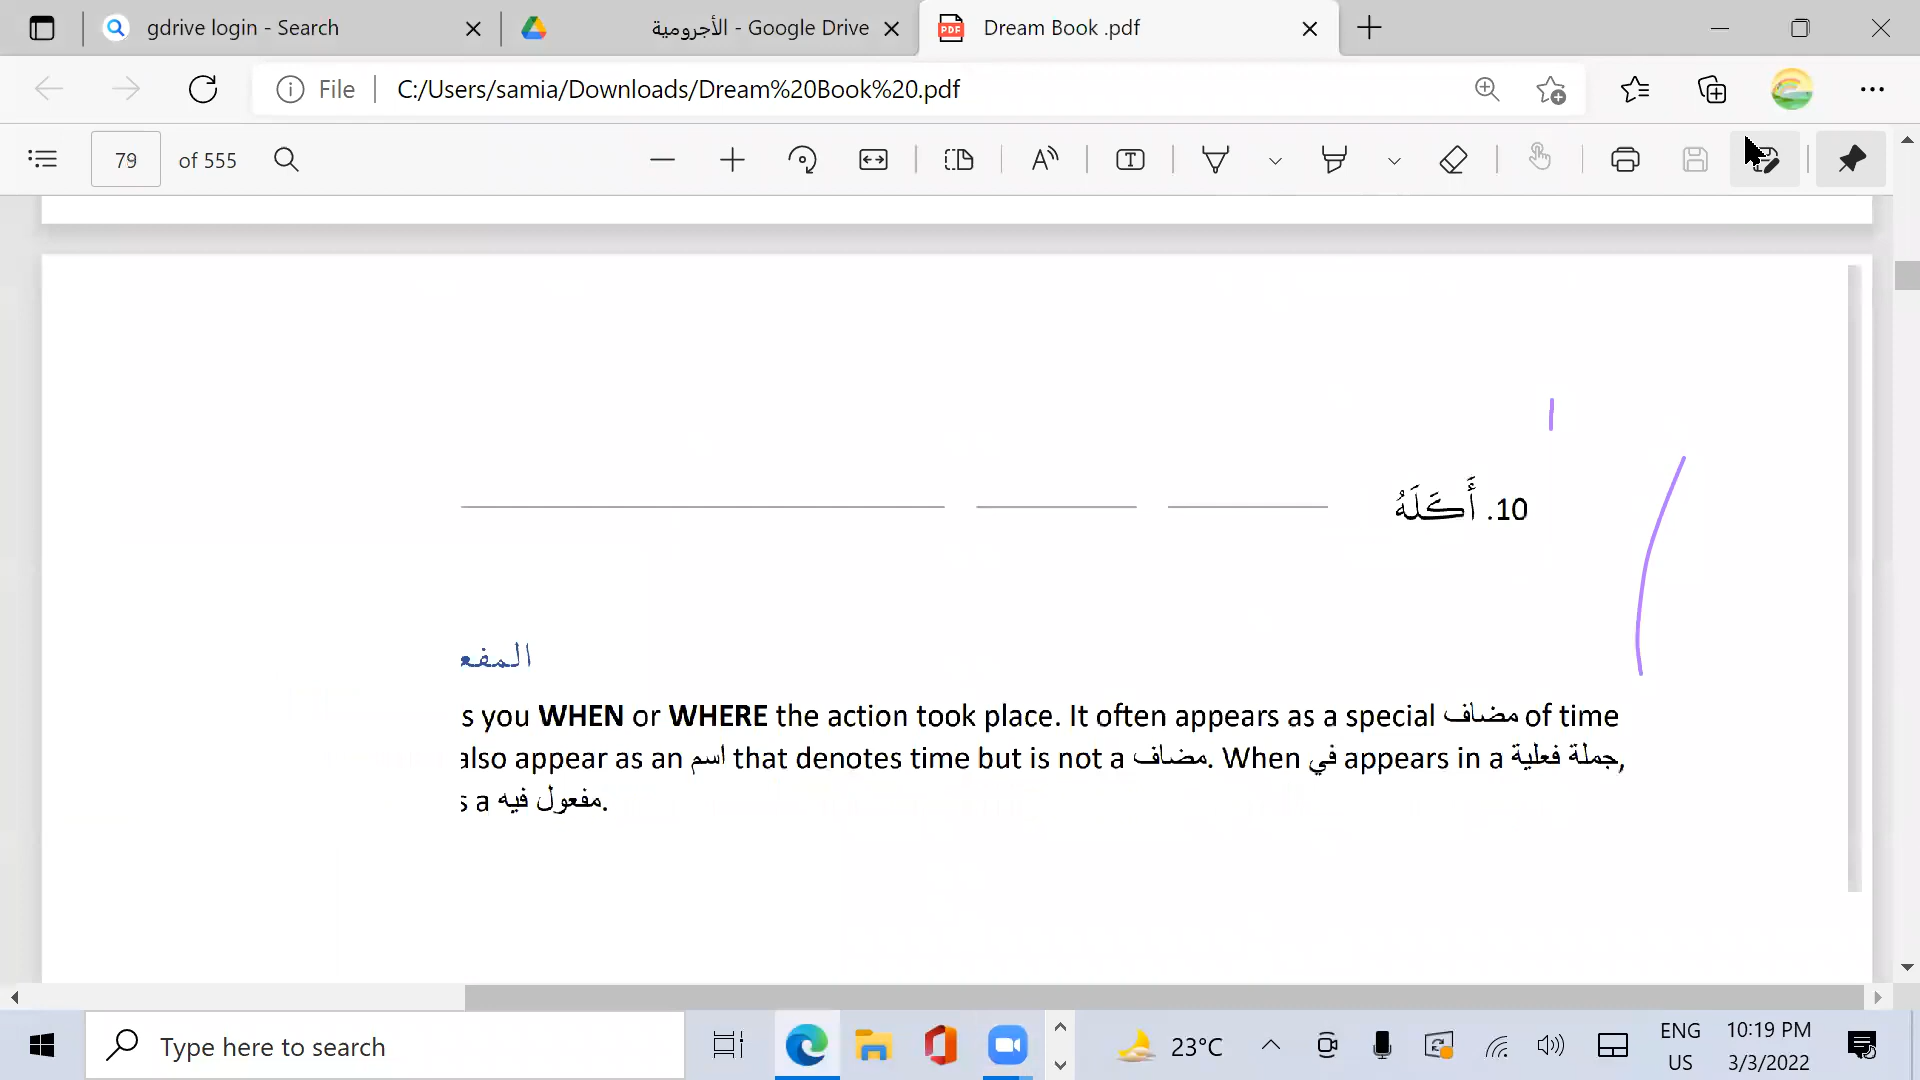 gdrive login - Search
الأجرومية - Google Drive
Dream Book .pdf
File
C:/Users/samia/Downloads/Dream%20Book%20.pdf
79 of 555
10. أَكَلَهُ
المفع
s you WHEN or WHERE the action took place. It often appears as a special مضاف of time
also appear as an اسم that denotes time but is not a مضاف. When في appears in a جملة فعلية,
s a مفعول فيه.
Type here to search
23°C
ENG
US
10:19 PM
3/3/2022